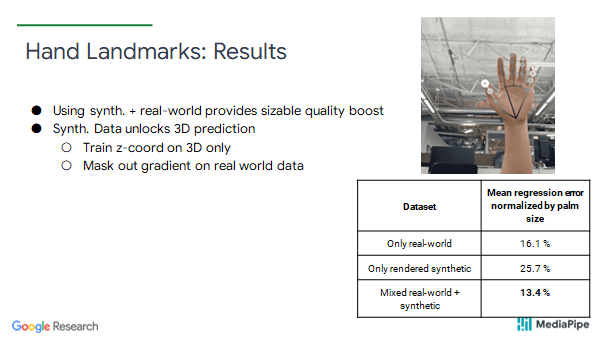 Hand Landmarks: Results
● Using synth. + real-world provides sizable quality boost
● Synth. Data unlocks 3D prediction
○ Train z-coord on 3D only
○ Mask out gradient on real world data
Dataset
Mean regression error
normalized by palm
size
Only real-world
16.1 %
Only rendered synthetic
25.7 %
Mixed real-world +
synthetic
13.4 %
Google Research
MediaPipe